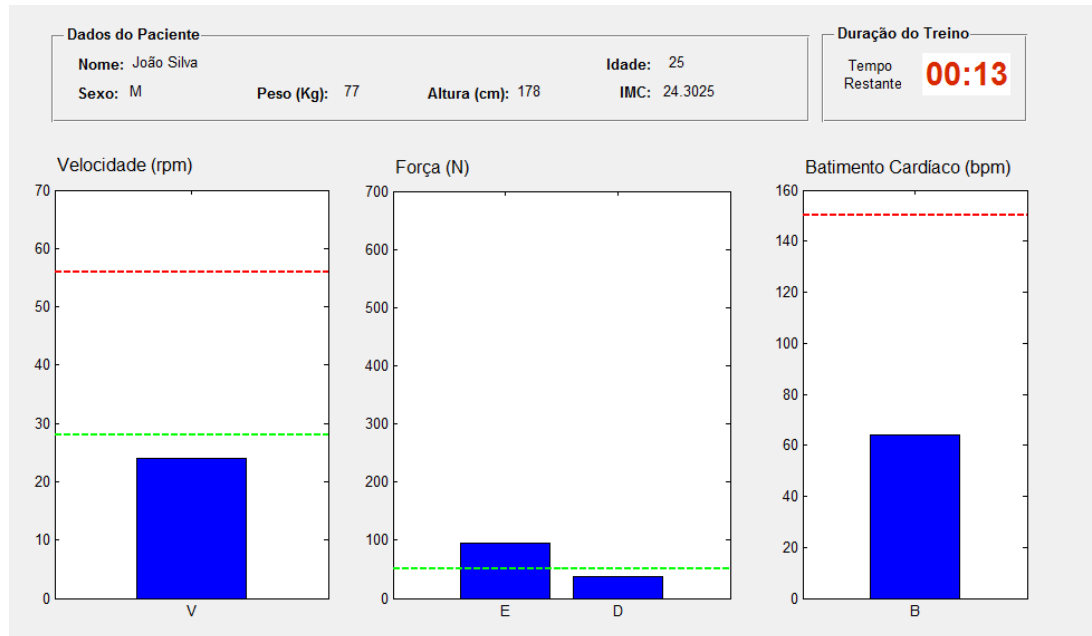 Dados do Paciente
Nome: João Silva
Idade: 25
Sexo: M
Peso (Kg): 77
Altura (cm): 178
IMC: 24.3025
Duração do Treino
Tempo
Restante
00:13
Velocidade (rpm)
70
60
50
40
30
20
10
0
V
Força (N)
700
600
500
400
300
200
100
0
E
D
Batimento Cardíaco (bpm)
160
140
120
100
80
60
40
20
0
B